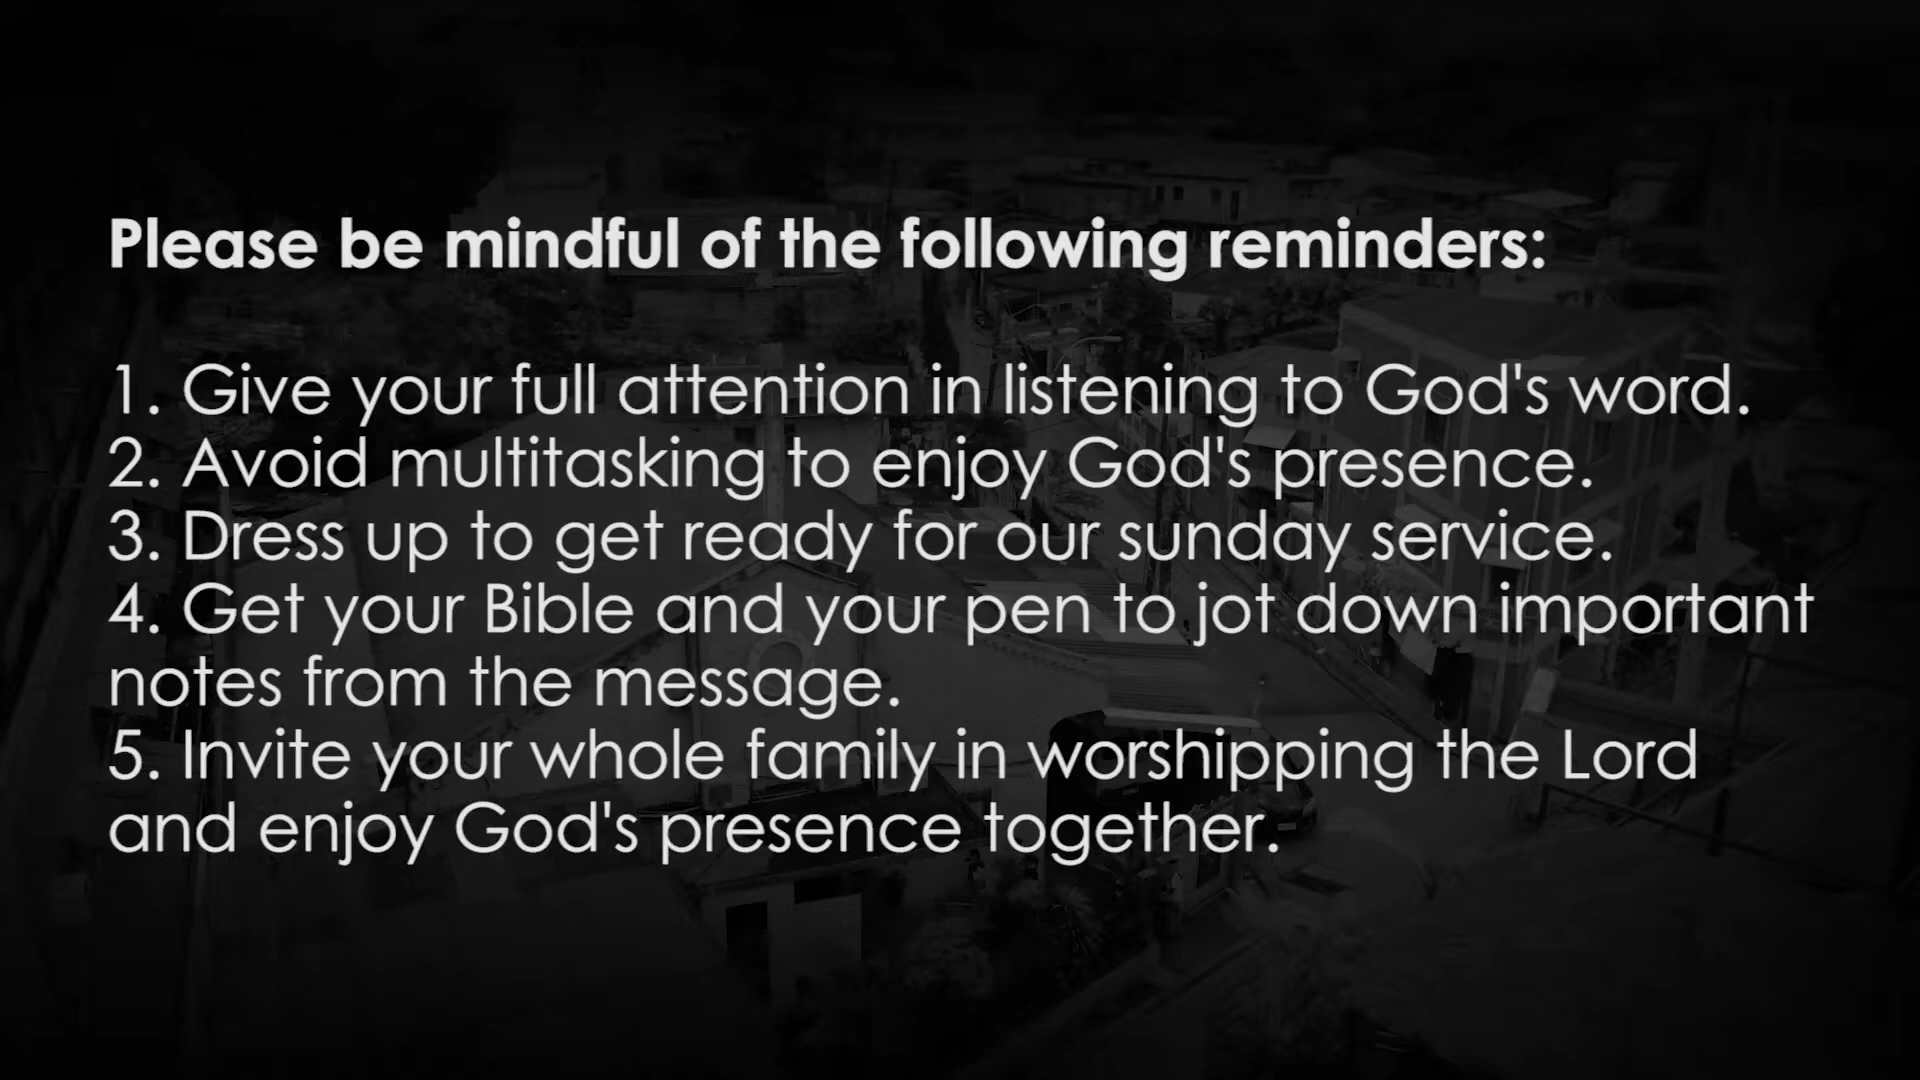 Please be mindful of the following reminders:
1. Give your full attention in listening to God's word.
2. Avoid multitasking to enjoy God's presence.
3. Dress up to get ready for our sunday service.
4. Get your Bible and your pen to jot down important
notes from the message.
5. Invite your whole family in worshipping the Lord
and enjoy God's presence together.